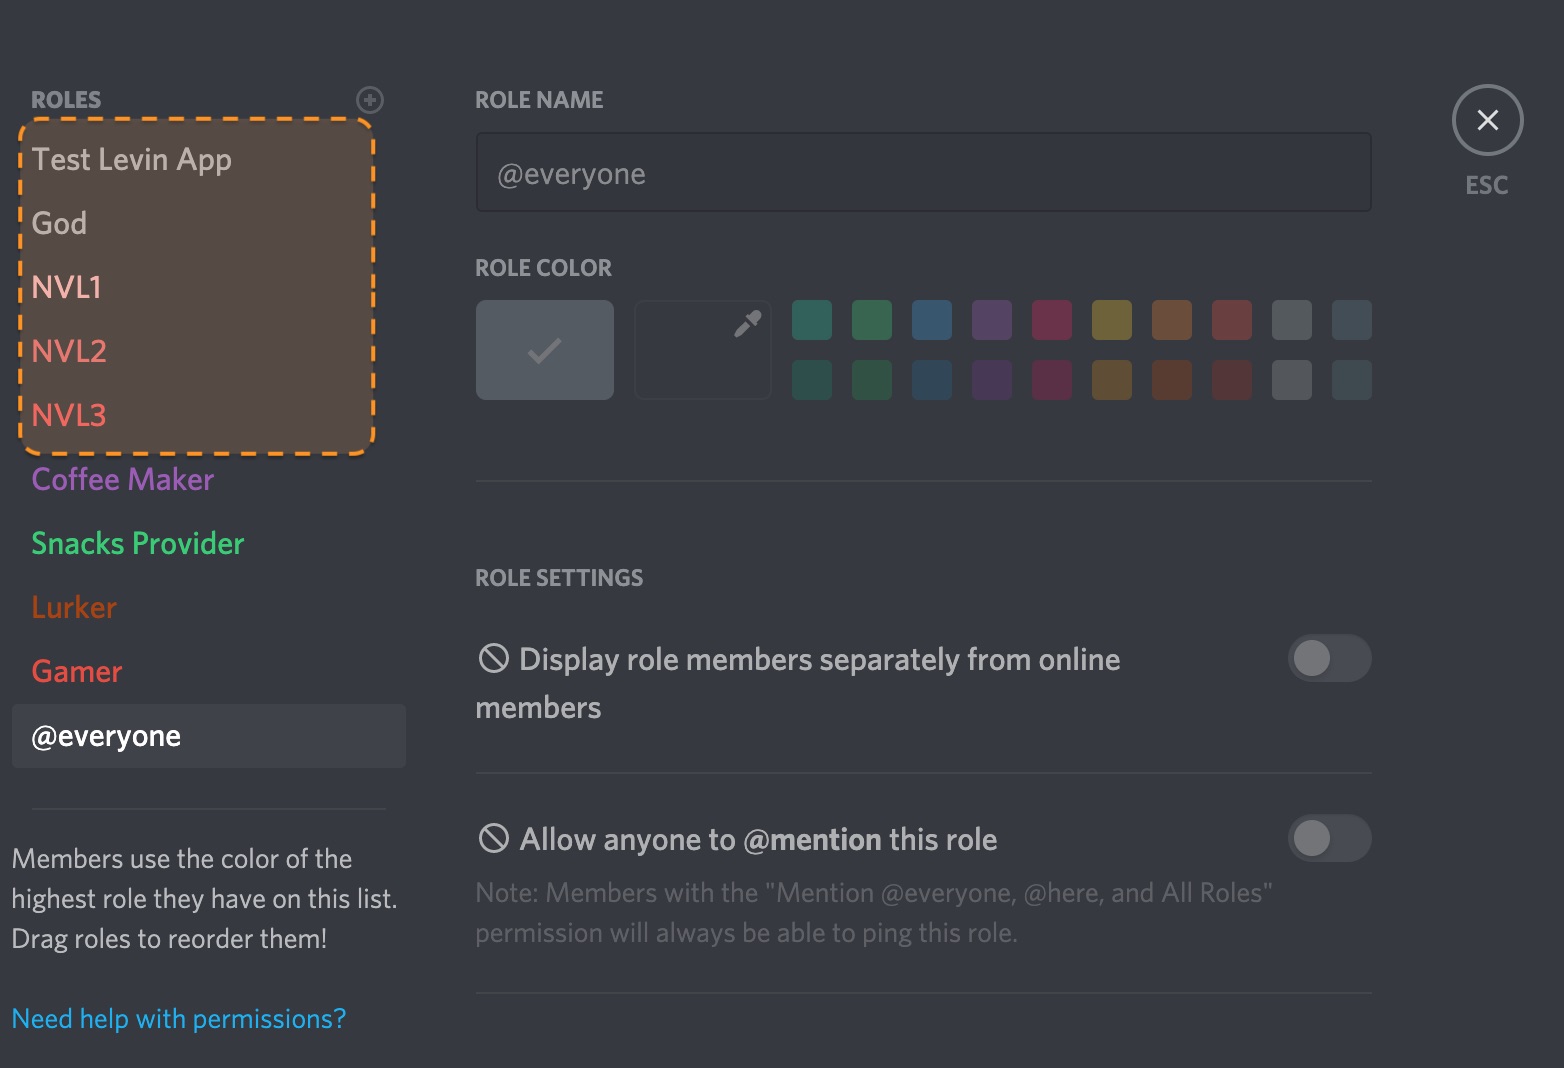 ROLES
Test Levin App
God
NVL1
NVL2
NVL3
Coffee Maker
Snacks Provider
Lurker
Gamer
@everyone
Members use the color of the
highest role they have on this list.
Drag roles to reorder them!
Need help with permissions?
ROLE NAME
@everyone
ROLE COLOR
ROLE SETTINGS
Display role members separately from online
members
Allow anyone to @mention this role
Note: Members with the "Mention @everyone, @here, and All Roles"
permission will always be able to ping this role.
ESC